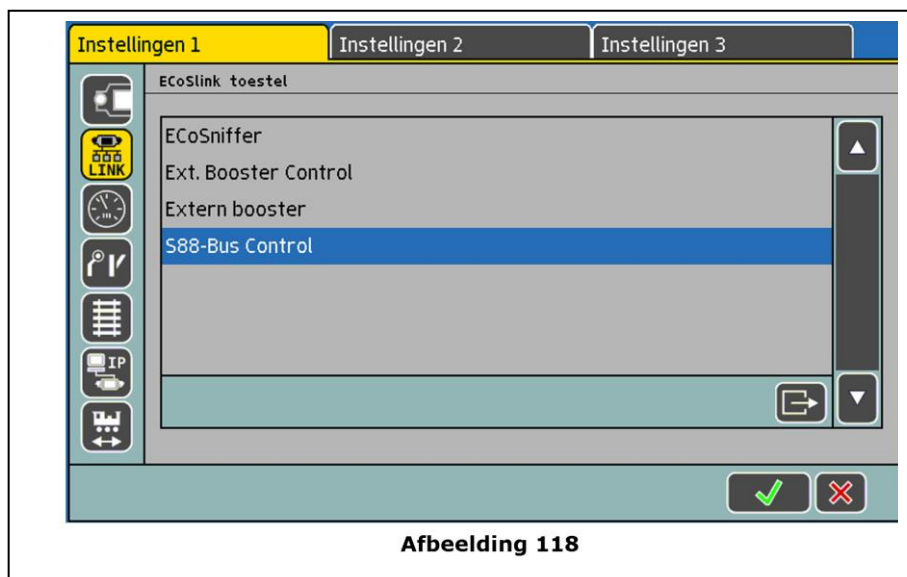 Instellingen 1 Instellingen 2 Instellingen 3
ECoSlink toestel
ECoSniffer
LINK
Ext. Booster Control
Extern booster
S88-Bus Control
IP
Afbeelding 118